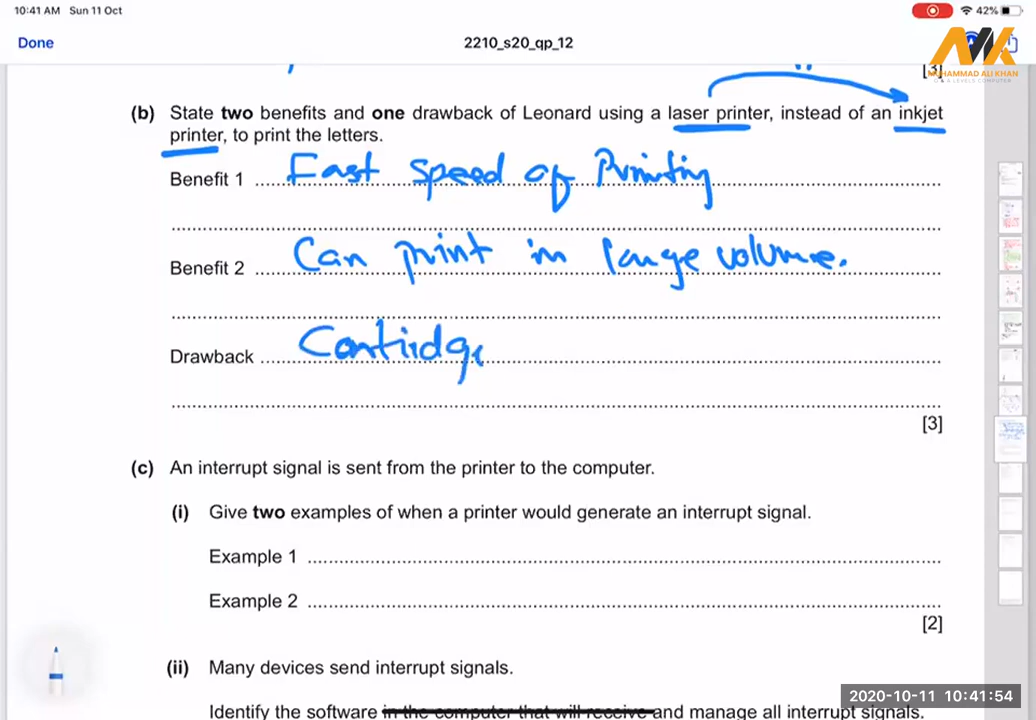 10:41 AM Sun 11 Oct
42%
Done
2210_s20_qp_12
MUHAMMAD ALI KHAN
O & A LEVELS COMPUTER
[3]
(b) State two benefits and one drawback of Leonard using a laser printer, instead of an inkjet
printer, to print the letters.
Benefit 1 Fast speed of Printing
Benefit 2 Can print in large volume.
Drawback Cartridge
[3]
(c) An interrupt signal is sent from the printer to the computer.
(i) Give two examples of when a printer would generate an interrupt signal.
Example 1
Example 2
[2]
(ii) Many devices send interrupt signals.
Identify the software in the computer that will receive and manage all interrupt signals.
2020-10-11 10:41:54